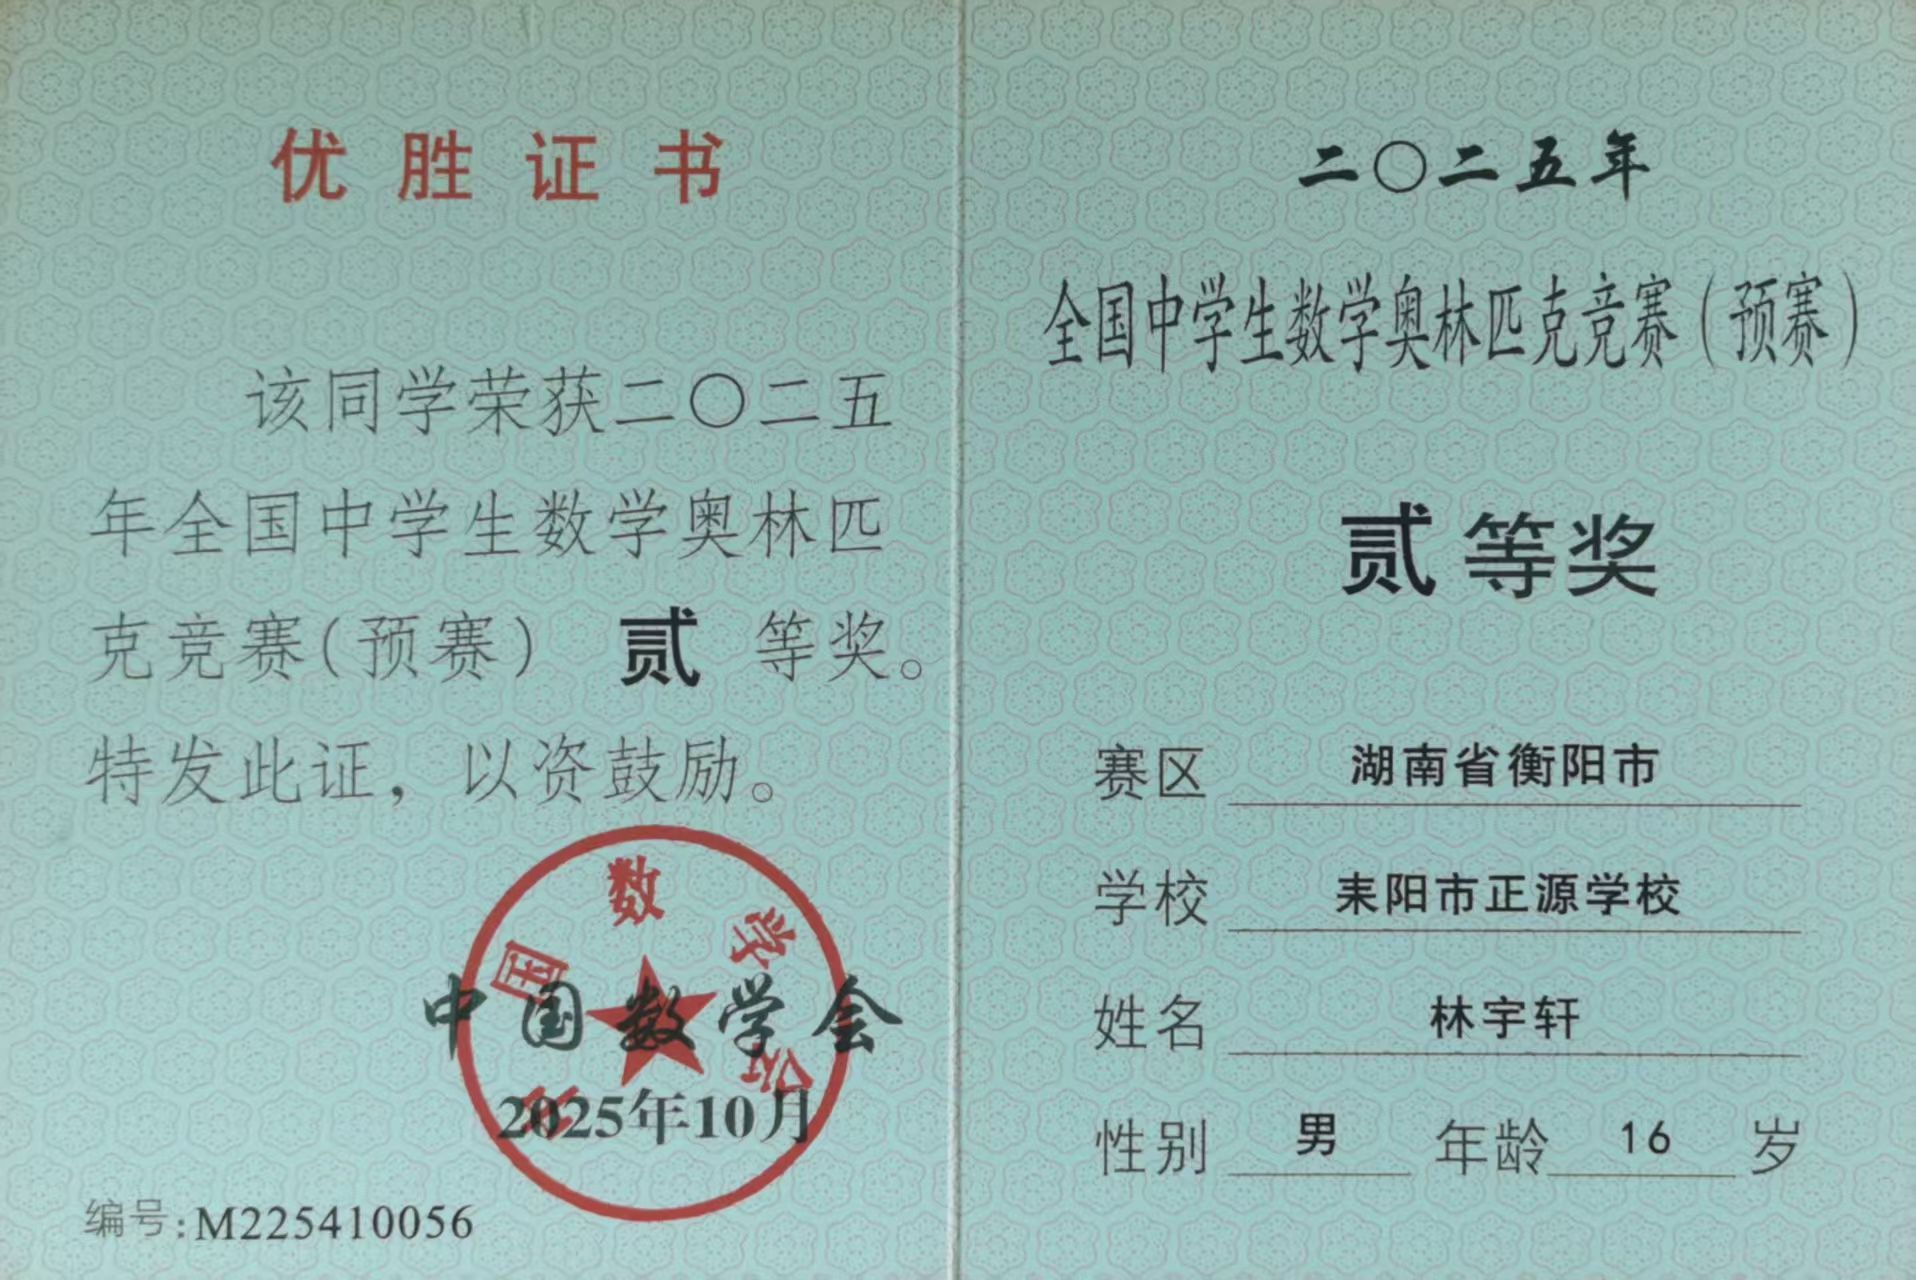 优胜证书
该同学荣获二〇二五
年全国中学生数学奥林匹
克竞赛(预赛) 贰 等奖。
特发此证，以资鼓励。
中国数学会
中国数学会
2025年10月
编号:M225410056
二〇二五年
全国中学生数学奥林匹克竞赛(预赛)
贰等奖
赛区 湖南省衡阳市
学校 耒阳市正源学校
姓名 林宇轩
性别 男 年龄 16 岁